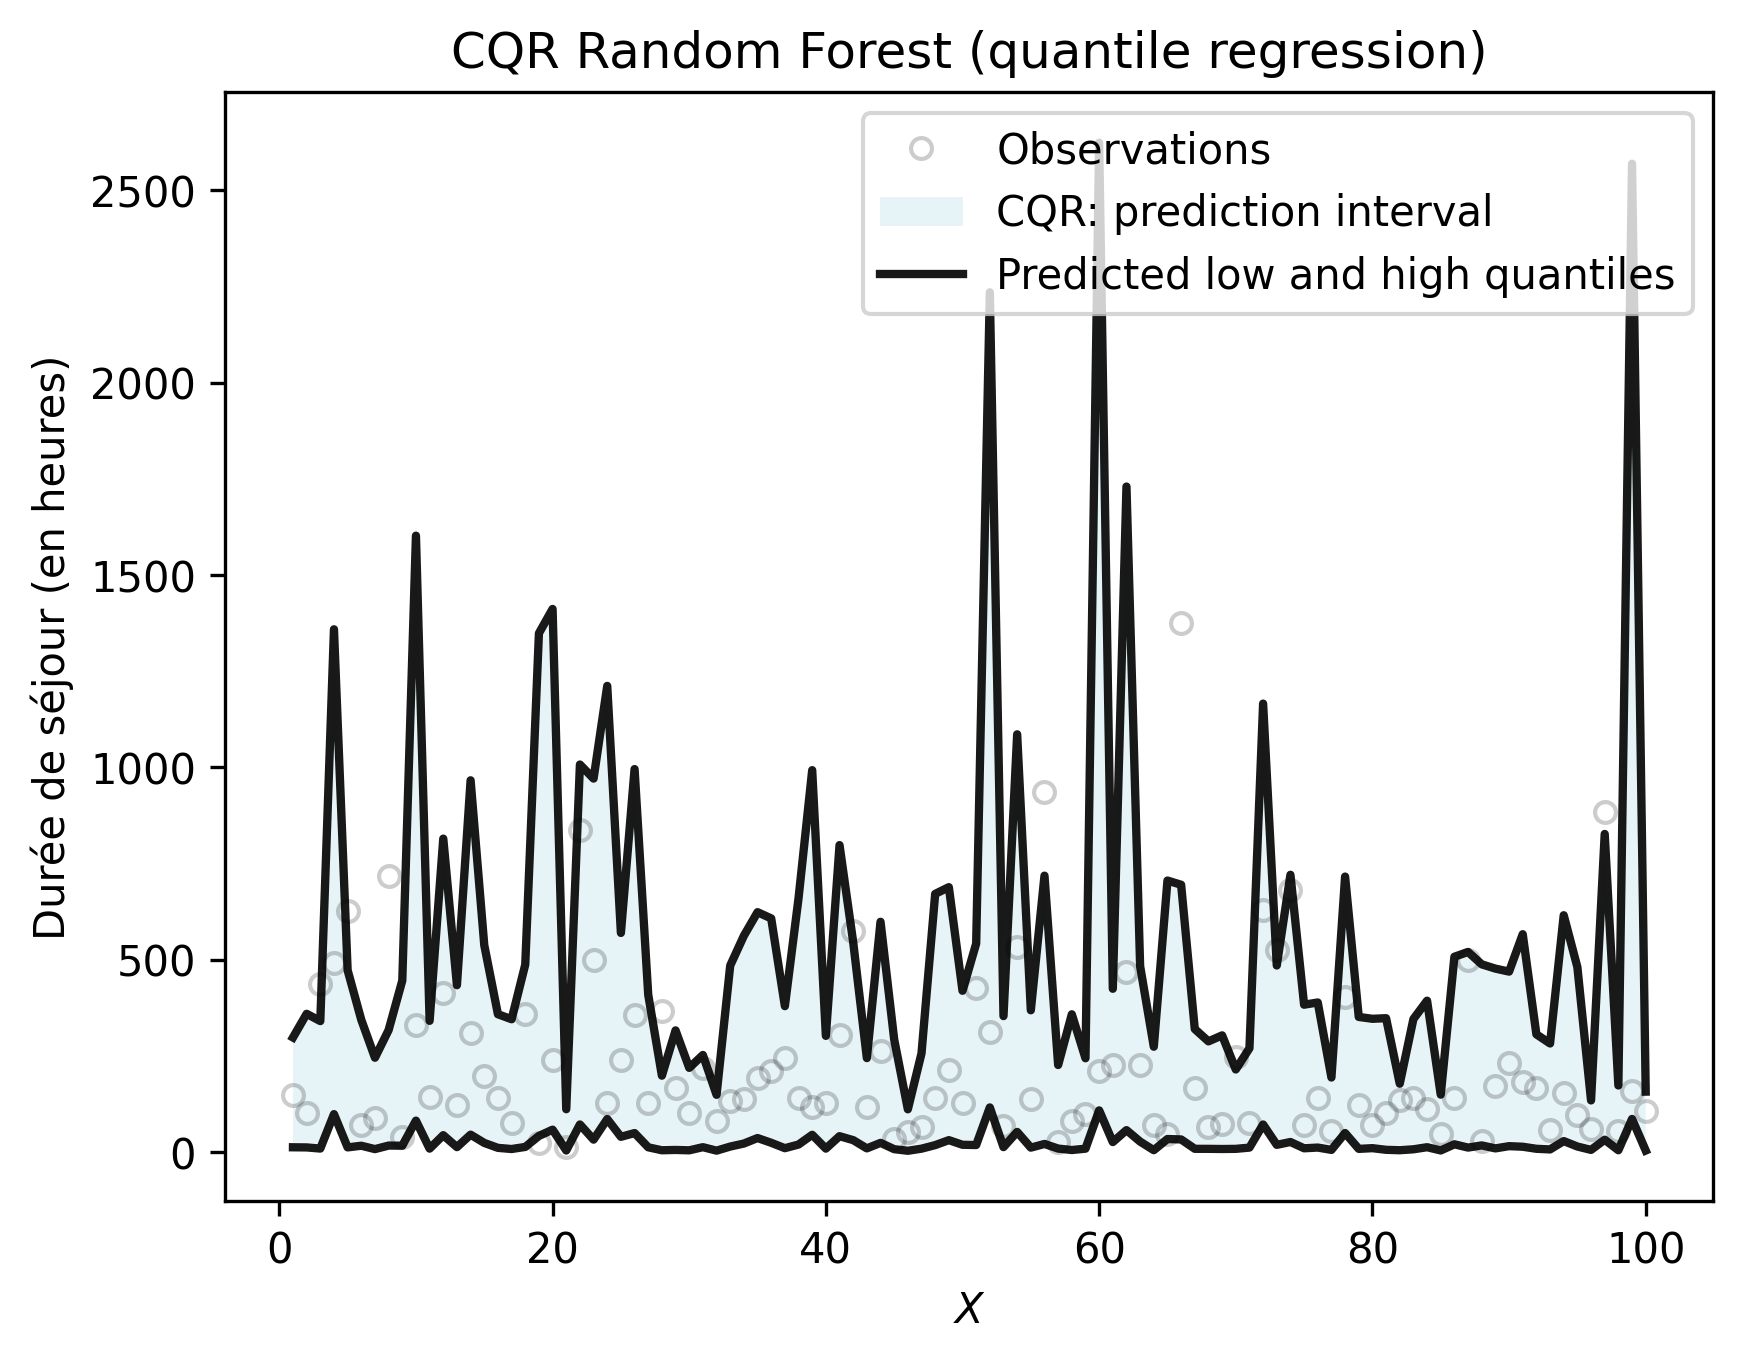 CQR Random Forest (quantile regression)
Observations
CQR: prediction interval
Predicted low and high quantiles
Durée de séjour (en heures)
2500
2000
1500
1000
500
0
0 20 40 60 80 100
X